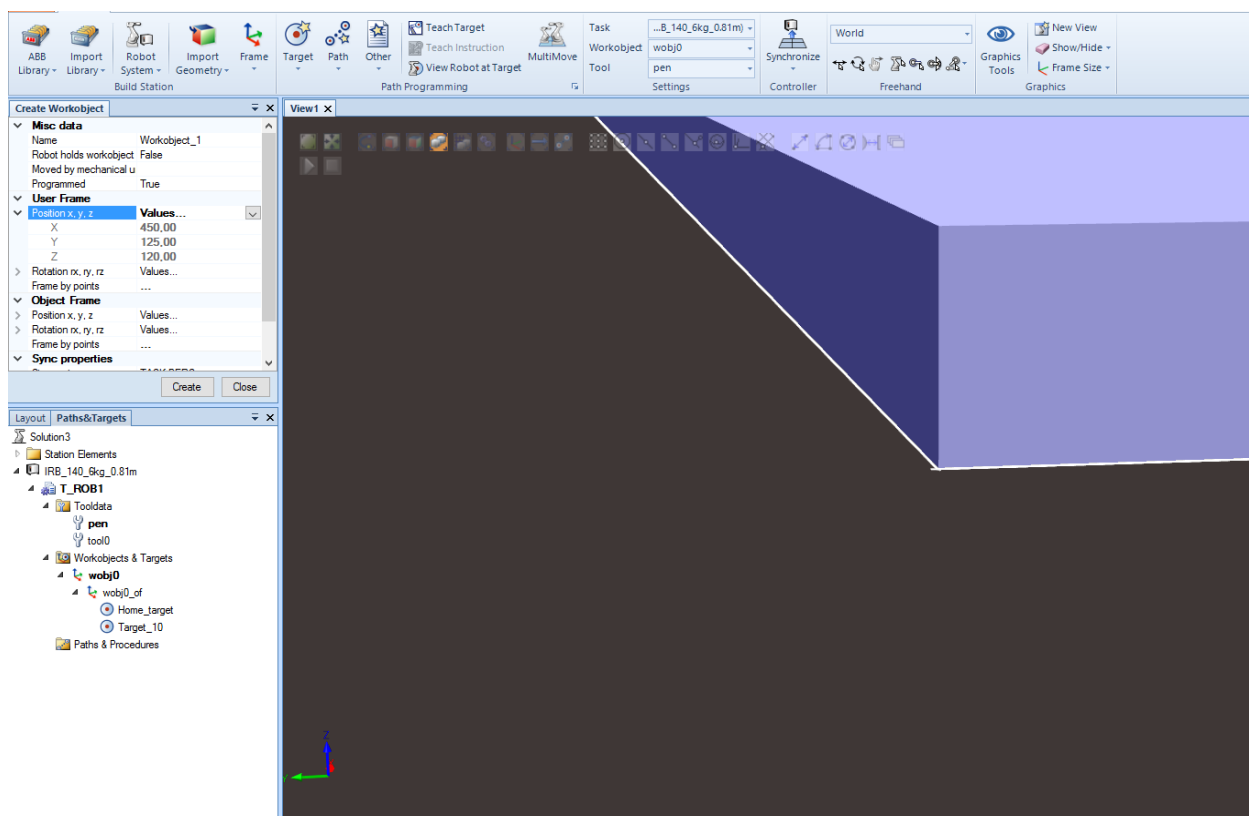 ABB Library
Import Library
Robot System
Import Geometry
Frame
Build Station
Target
Path
Other
Teach Target
Teach Instruction
View Robot at Target
MultiMove
Path Programming
Task ...B_140_6kg_0.81m)
Workobject wobj0
Tool pen
Settings
Synchronize
Controller
World
Freehand
Graphics Tools
New View
Show/Hide
Frame Size
Graphics
Create Workobject
Misc data
Name Workobject_1
Robot holds workobject False
Moved by mechanical u
Programmed True
User Frame
Position x, y, z Values...
X 450,00
Y 125,00
Z 120,00
Rotation rx, ry, rz Values...
Frame by points ...
Object Frame
Position x, y, z Values...
Rotation rx, ry, rz Values...
Frame by points ...
Sync properties
Create Close
Layout Paths&Targets
Solution3
Station Elements
IRB_140_6kg_0.81m
T_ROB1
Tooldata
pen
tool0
Workobjects & Targets
wobj0
wobj0_of
Home_target
Target_10
Paths & Procedures
View1
Z
Y